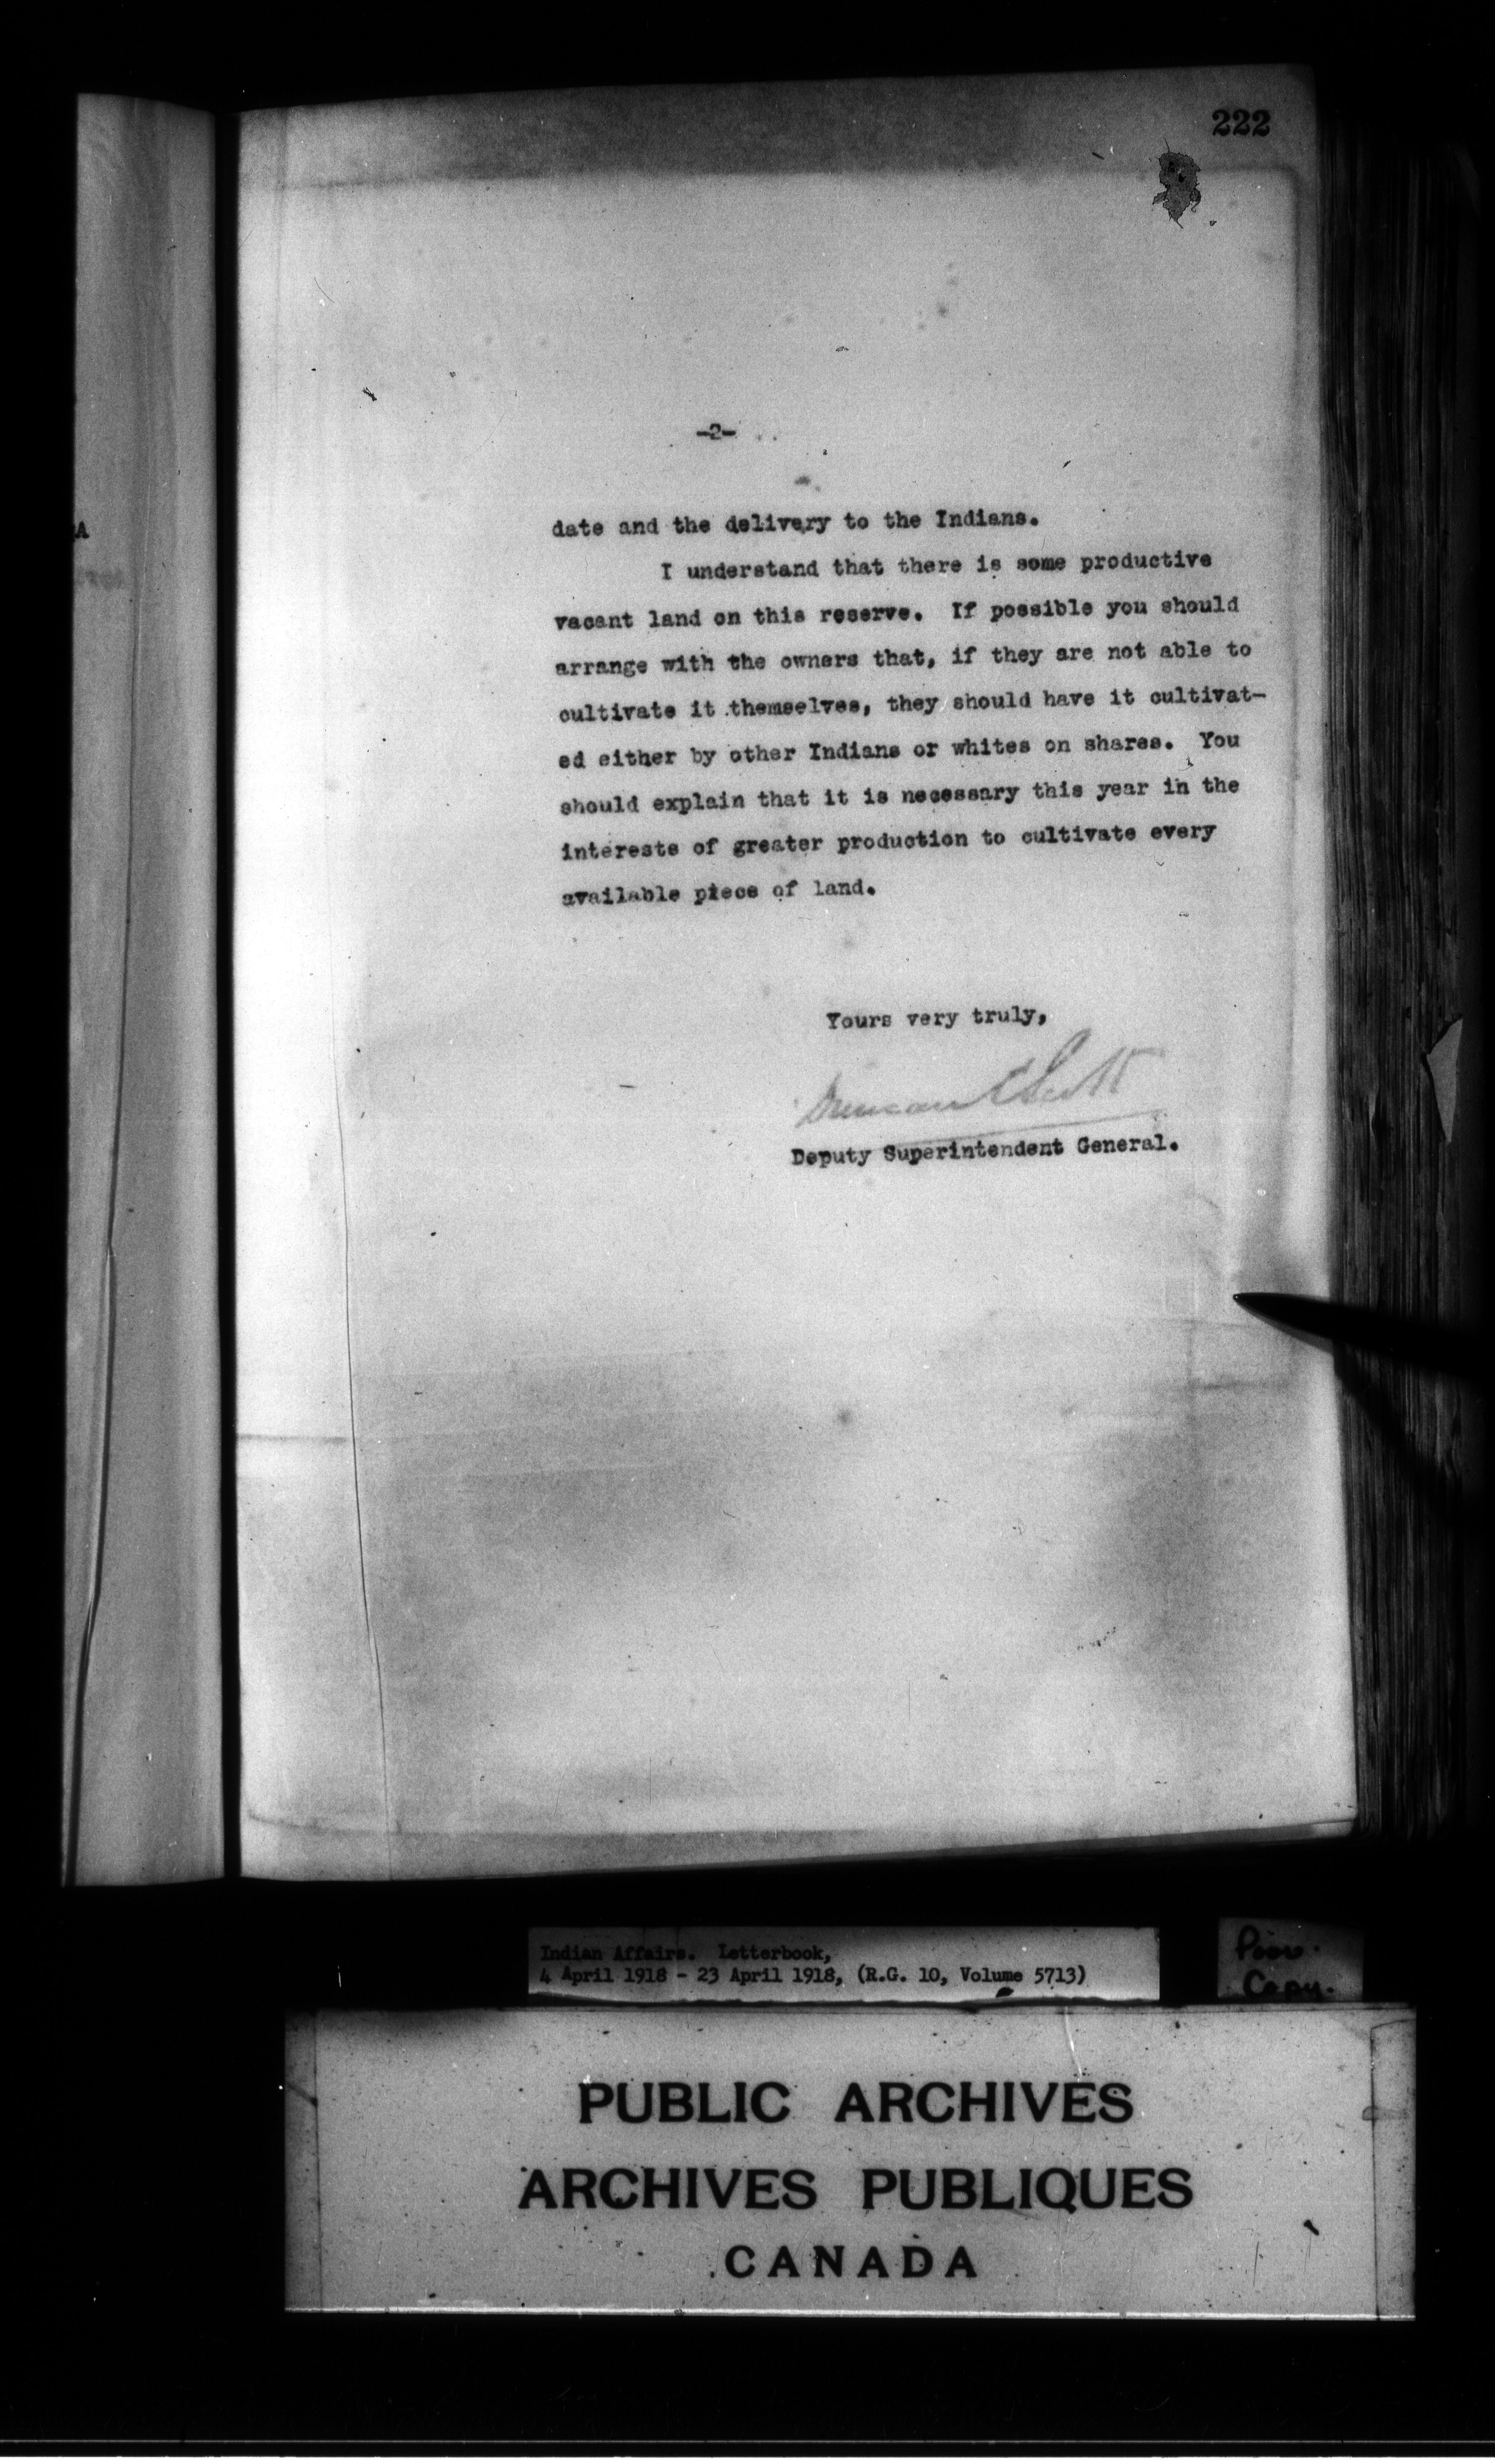 222
-2-
date and the delivery to the Indians.
I understand that there is some productive
vacant land on this reserve. If possible you should
arrange with the owners that, if they are not able to
cultivate it themselves, they should have it cultivat-
ed either by other Indians or whites on shares. You
should explain that it is necessary this year in the
interests of greater production to cultivate every
available piece of land.
Yours very truly,
Duncan C Scott
Deputy Superintendent General.
Indian Affairs. Letterbook,
4 April 1918 - 23 April 1918, (R.G. 10, Volume 5713)
Poor
Copy.
PUBLIC ARCHIVES
ARCHIVES PUBLIQUES
CANADA